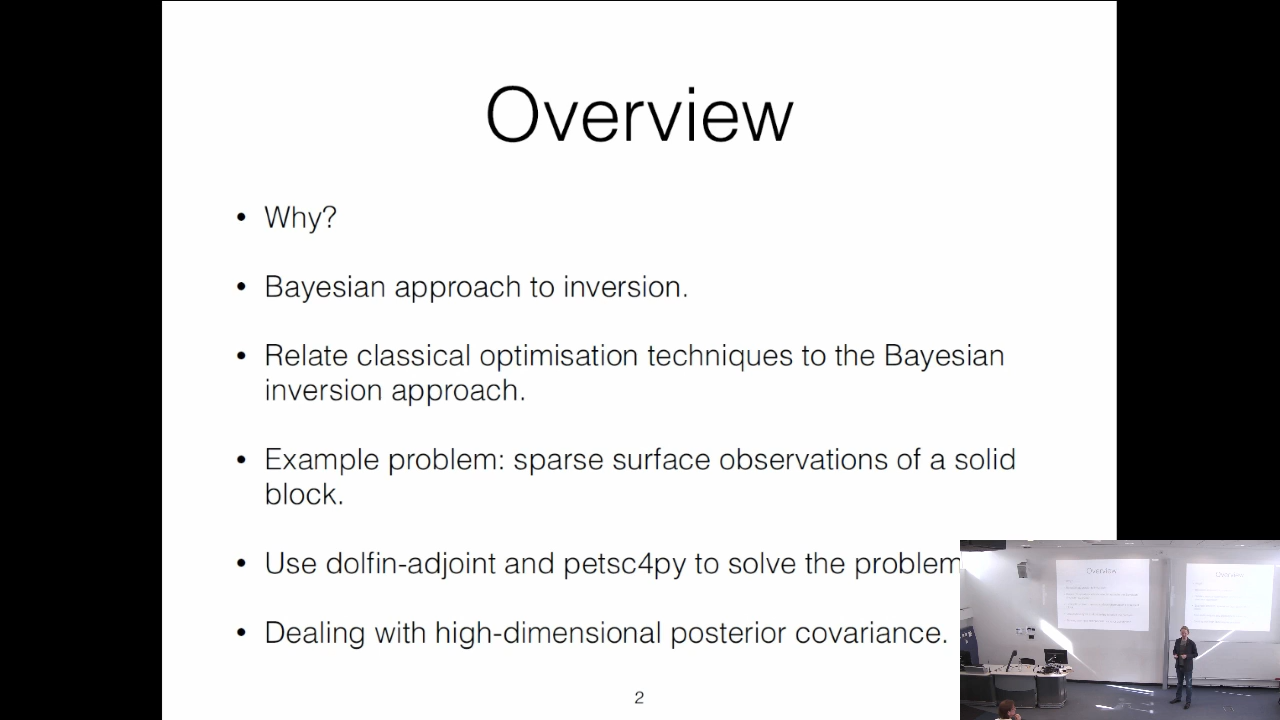 Overview
• Why?
• Bayesian approach to inversion.
• Relate classical optimisation techniques to the Bayesian
inversion approach.
• Example problem: sparse surface observations of a solid
block.
• Use dolfin-adjoint and petsc4py to solve the problem
• Dealing with high-dimensional posterior covariance.
2
Overview
Overview